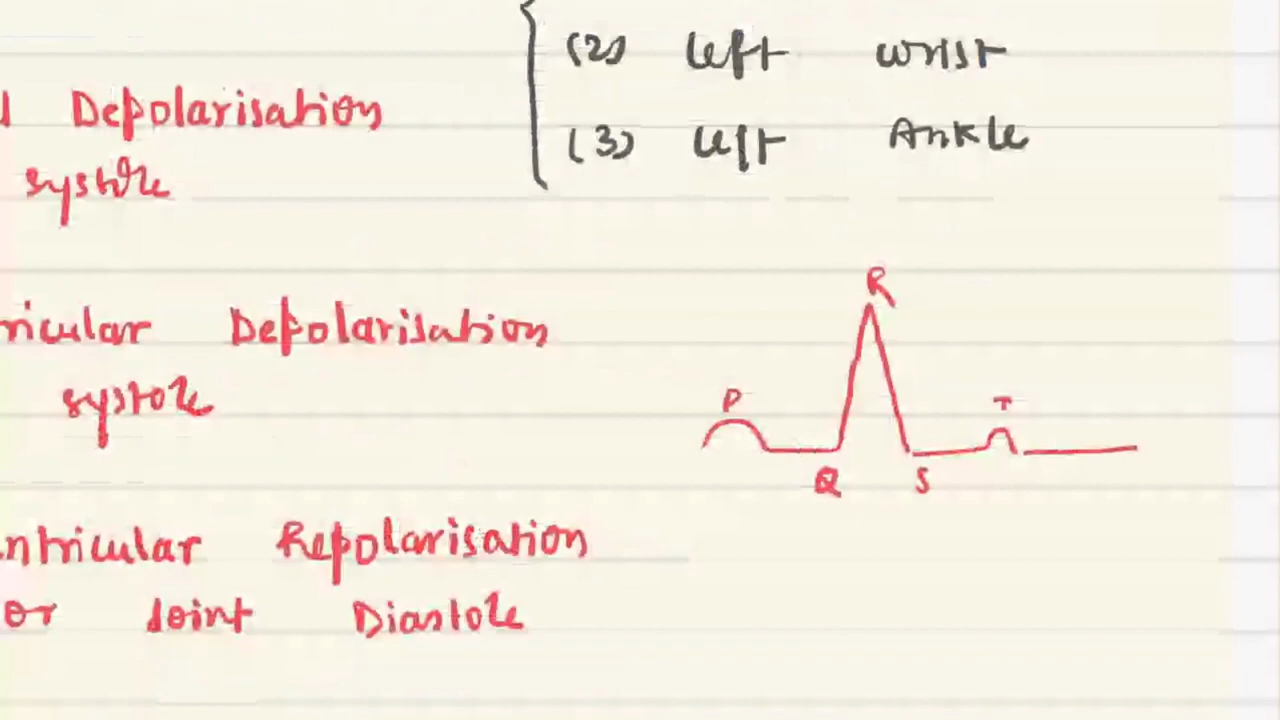 (2) left wrist
l Depolarisation
(3) left Ankle
systole
R
ricular Depolarisation
systole
P
T
Q S
ntricular Repolarisation
or Joint Diastole